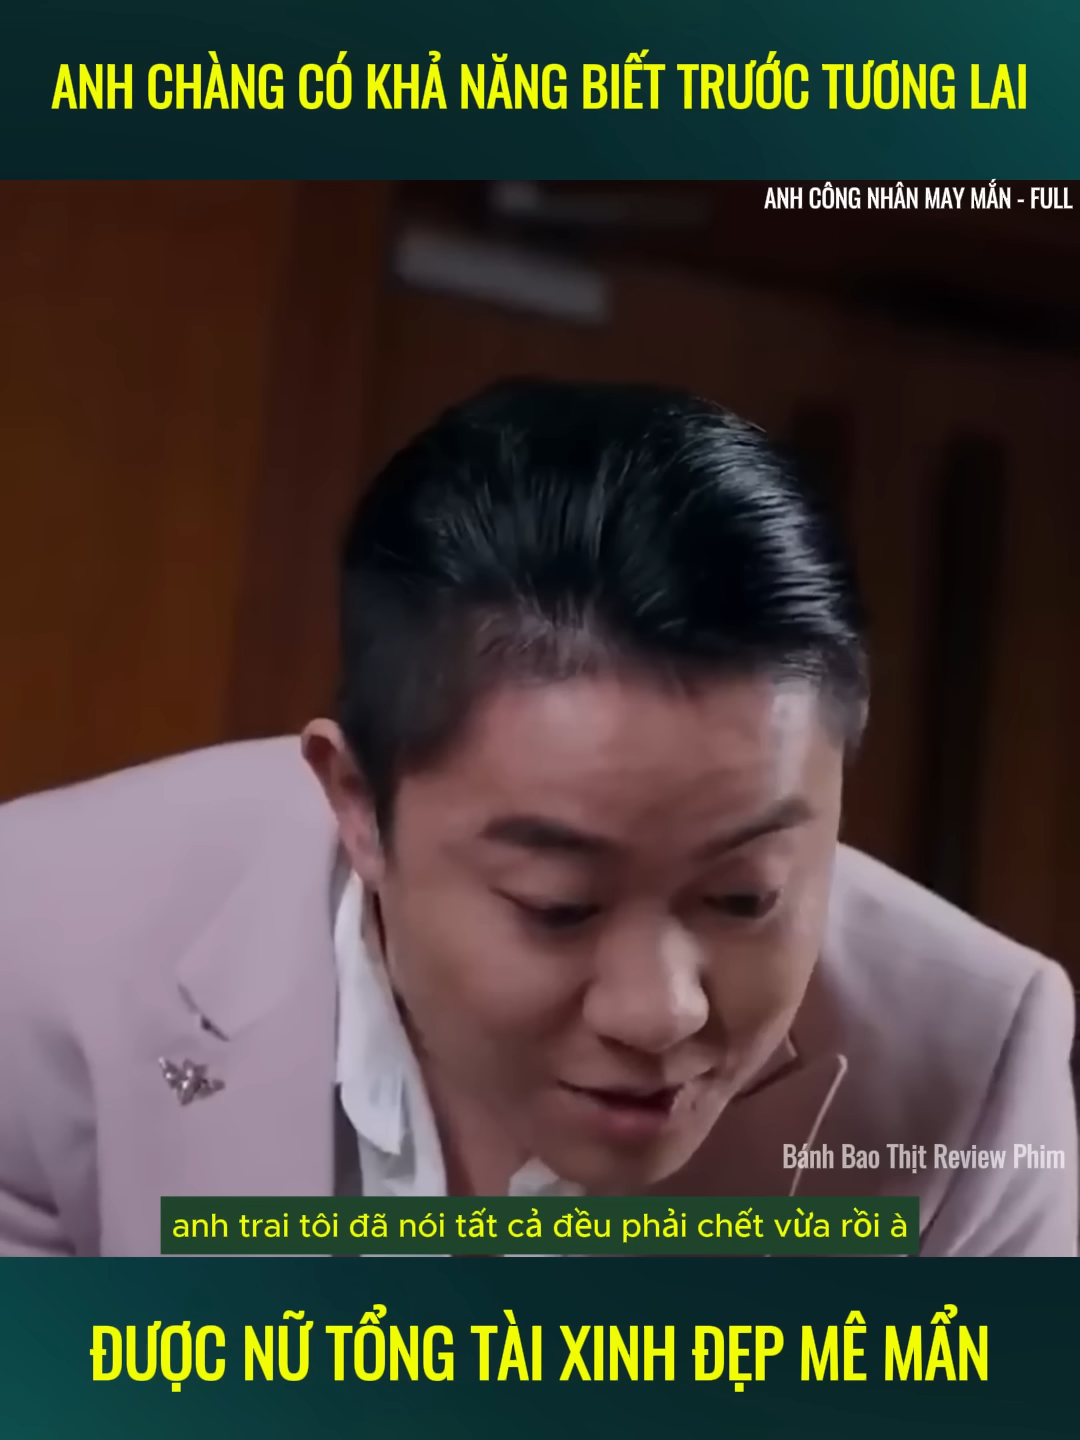 ANH CHÀNG CÓ KHẢ NĂNG BIẾT TRƯỚC TƯƠNG LAI
ANH CÔNG NHÂN MAY MẮN - FULL
Bánh Bao Thịt Review Phim
anh trai tôi đã nói tất cả đều phải chết vừa rồi à
ĐƯỢC NỮ TỔNG TÀI XINH ĐẸP MÊ MẨN